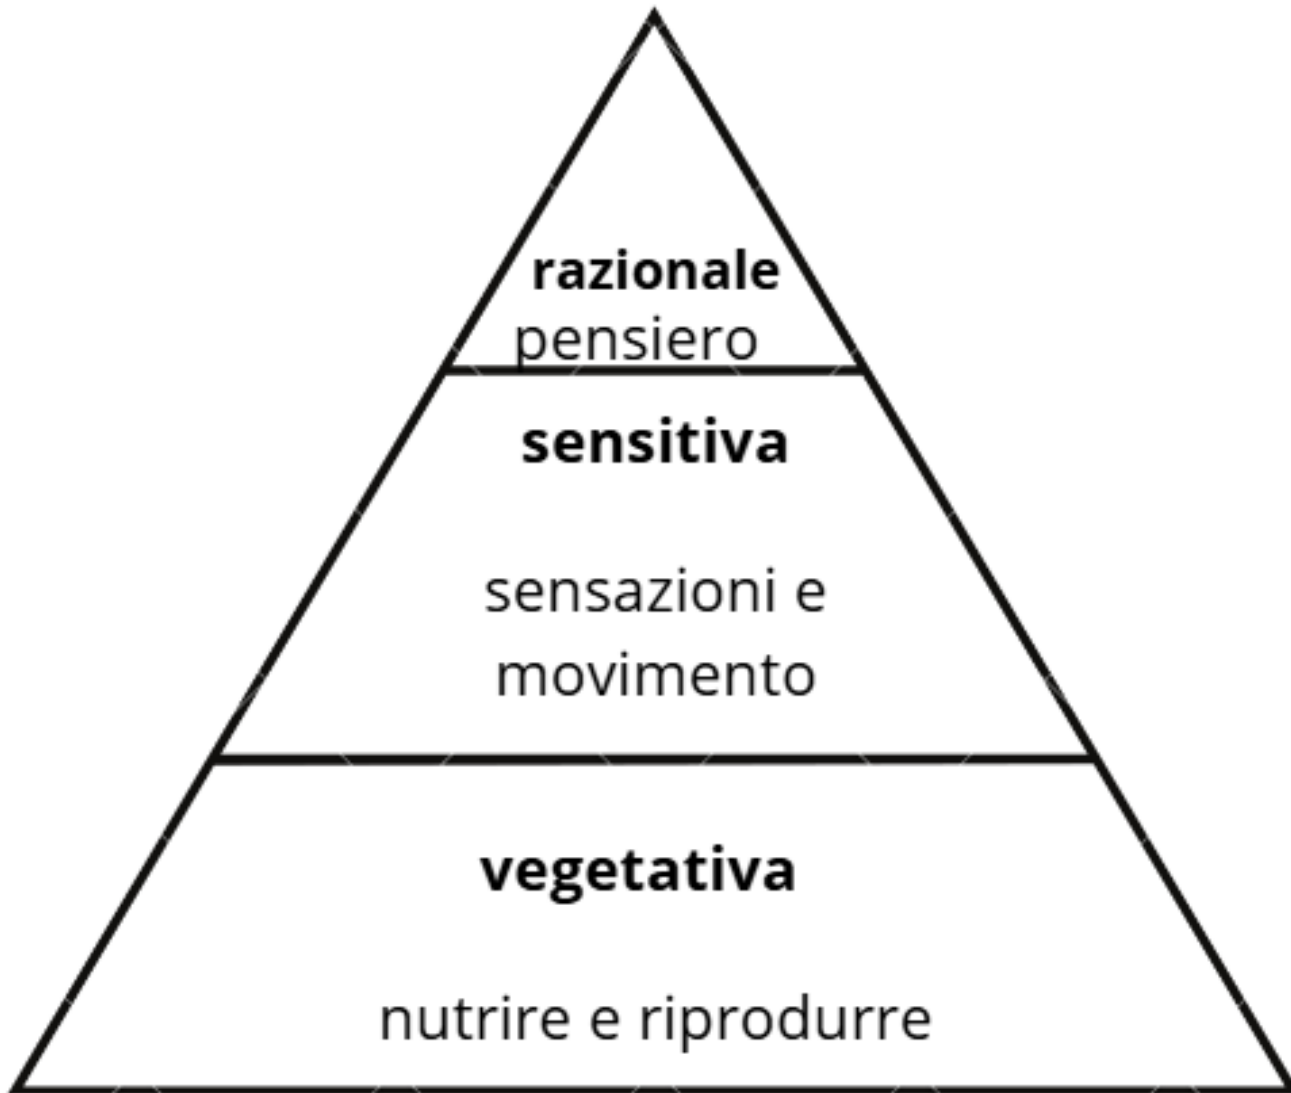 razionale
pensiero
sensitiva
sensazioni e
movimento
vegetativa
nutrire e riprodurre